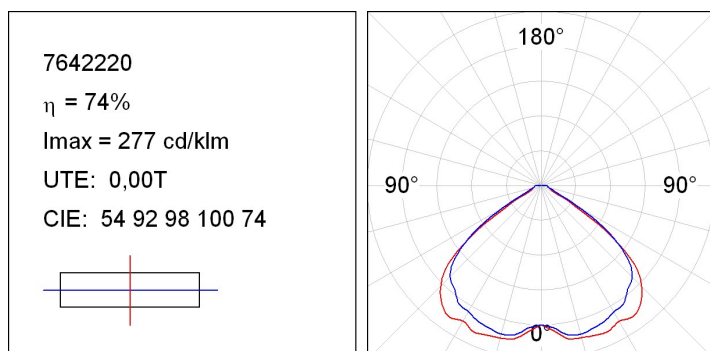 7642220
η = 74%
Imax = 277 cd/klm
UTE: 0,00T
CIE: 54 92 98 100 74
180°
90° 90°
0°